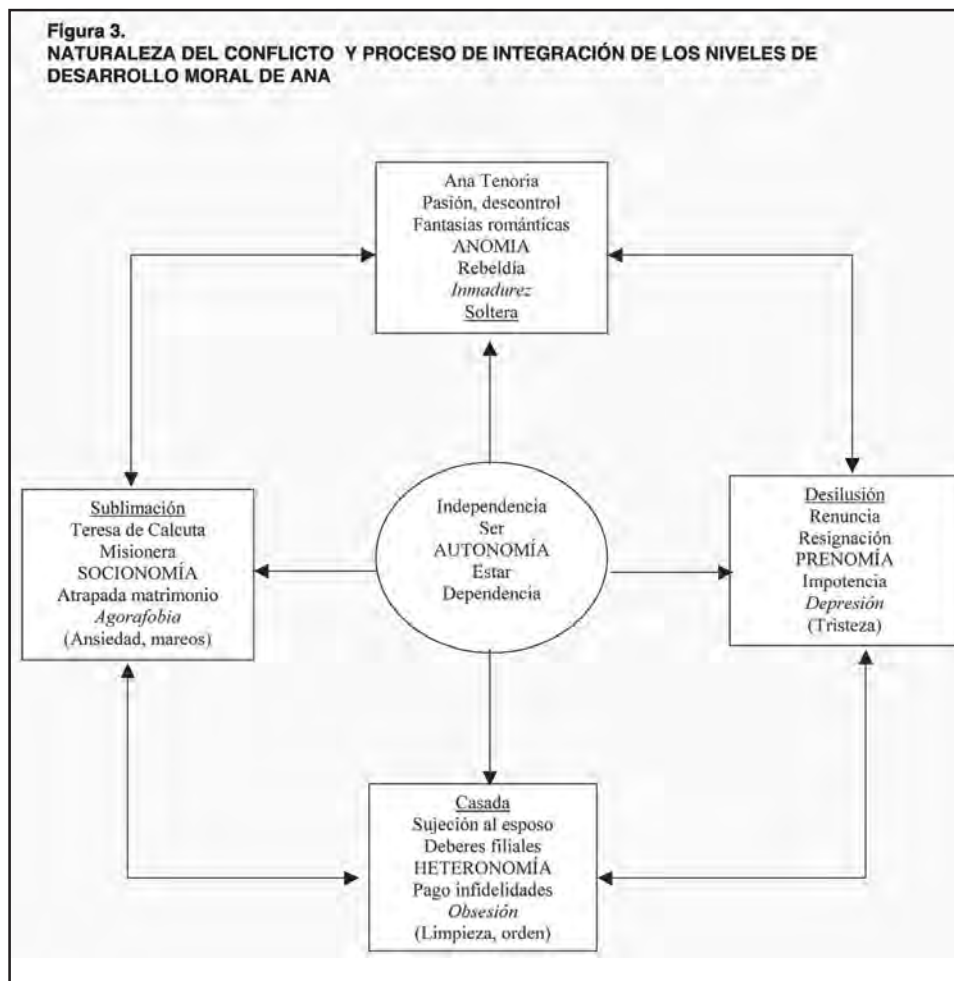 Figura 3.
NATURALEZA DEL CONFLICTO Y PROCESO DE INTEGRACIÓN DE LOS NIVELES DE
DESARROLLO MORAL DE ANA
Ana Tenoria
Pasión, descontrol
Fantasías románticas
ANOMIA
Rebeldía
Inmadurez
Soltera
Sublimación
Teresa de Calcuta
Misionera
SOCIONOMÍA
Atrapada matrimonio
Agorafobia
(Ansiedad, mareos)
Independencia
Ser
AUTONOMÍA
Estar
Dependencia
Desilusión
Renuncia
Resignación
PRENOMÍA
Impotencia
Depresión
(Tristeza)
Casada
Sujeción al esposo
Deberes filiales
HETERONOMÍA
Pago infidelidades
Obsesión
(Limpieza, orden)